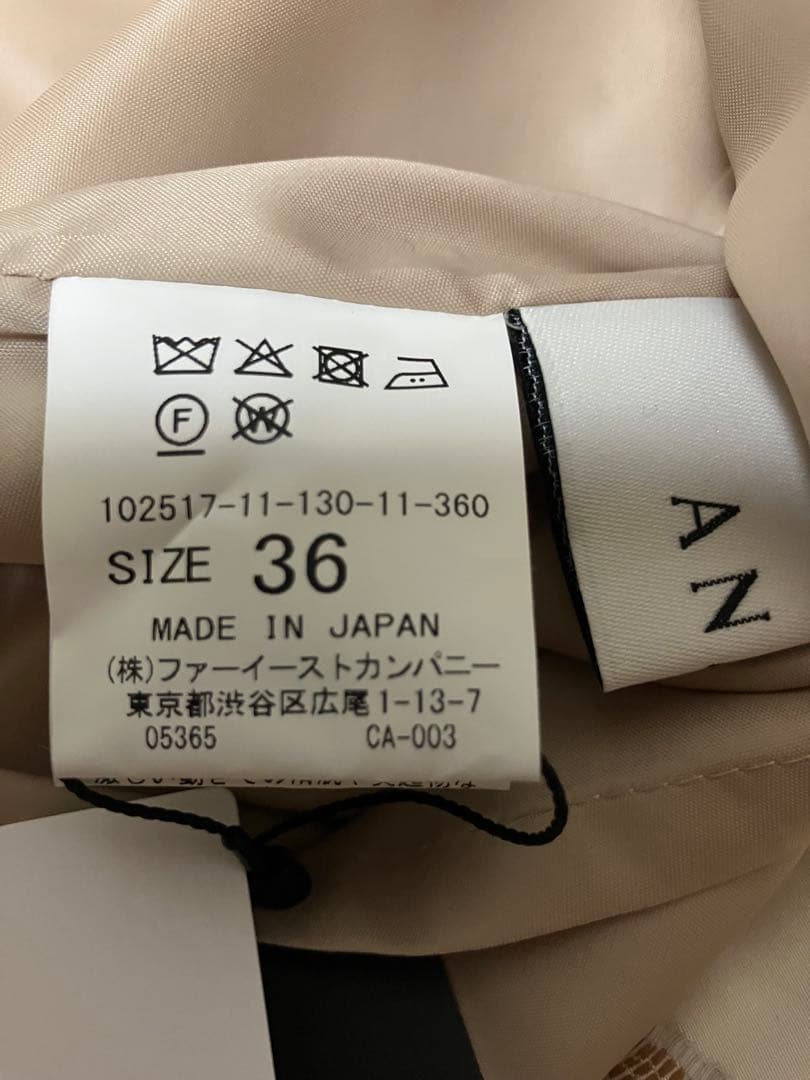 F
W
102517-11-130-11-360
SIZE 36
MADE IN JAPAN
(株)ファーイーストカンパニー
東京都渋谷区広尾1-13-7
05365 CA-003
AN